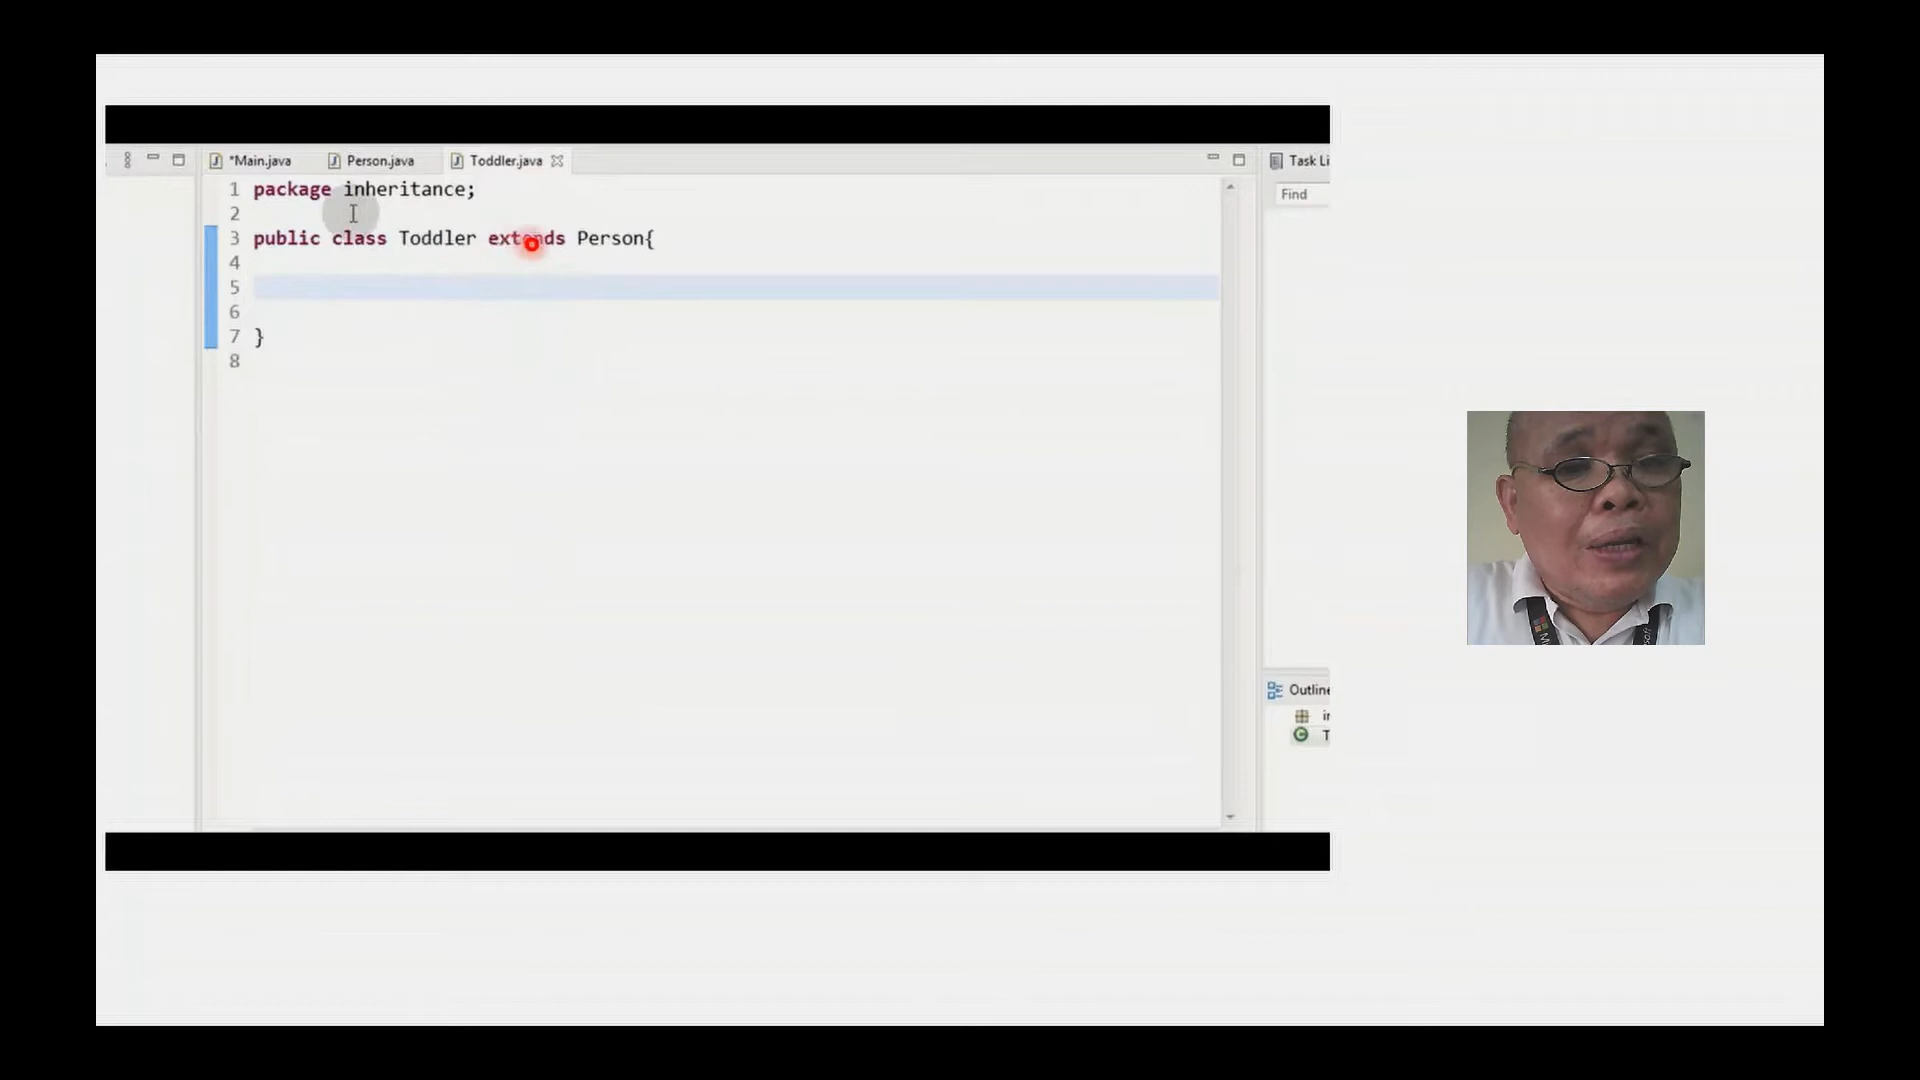 *Main.java Person.java Toddler.java
Task Li
Find
1 package inheritance;
2
3 public class Toddler extends Person{
4
5
6
7 }
8
Outline
in
T